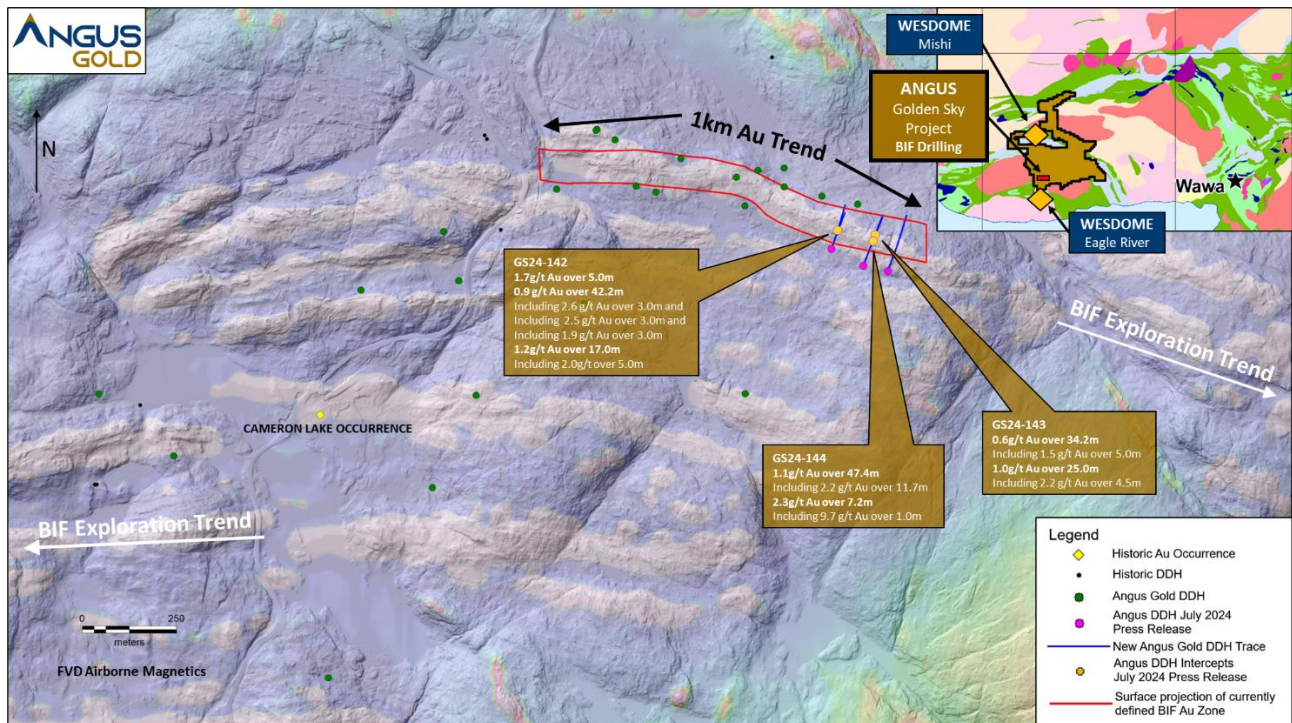 ANGUS
GOLD
N
1km Au Trend
WESDOME
Mishi
ANGUS
Golden Sky
Project
BIF Drilling
Wawa
WESDOME
Eagle River
GS24-142
1.7g/t Au over 5.0m
0.9 g/t Au over 42.2m
Including 2.6 g/t Au over 3.0m and
Including 2.5 g/t Au over 3.0m and
Including 1.9 g/t Au over 3.0m
1.2g/t Au over 17.0m
Including 2.0g/t over 5.0m
BIF Exploration Trend
CAMERON LAKE OCCURRENCE
GS24-143
0.6g/t Au over 34.2m
Including 1.5 g/t Au over 5.0m
1.0g/t Au over 25.0m
Including 2.2 g/t Au over 4.5m
GS24-144
1.1g/t Au over 47.4m
Including 2.2 g/t Au over 11.7m
2.3g/t Au over 7.2m
Including 9.7 g/t Au over 1.0m
BIF Exploration Trend
0 250
meters
FVD Airborne Magnetics
Legend
Historic Au Occurrence
Historic DDH
Angus Gold DDH
Angus DDH July 2024
Press Release
New Angus Gold DDH Trace
Angus DDH Intercepts
July 2024 Press Release
Surface projection of currently
defined BIF Au Zone